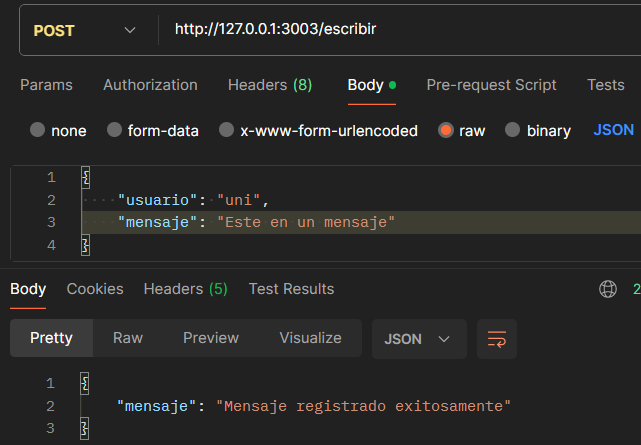 POST http://127.0.0.1:3003/escribir
Params Authorization Headers (8) Body Pre-request Script Tests
none form-data x-www-form-urlencoded raw binary JSON
1 {
2 "usuario": "uni",
3 "mensaje": "Este en un mensaje"
4 }
Body Cookies Headers (5) Test Results 2
Pretty Raw Preview Visualize JSON
1 {
2 "mensaje": "Mensaje registrado exitosamente"
3 }